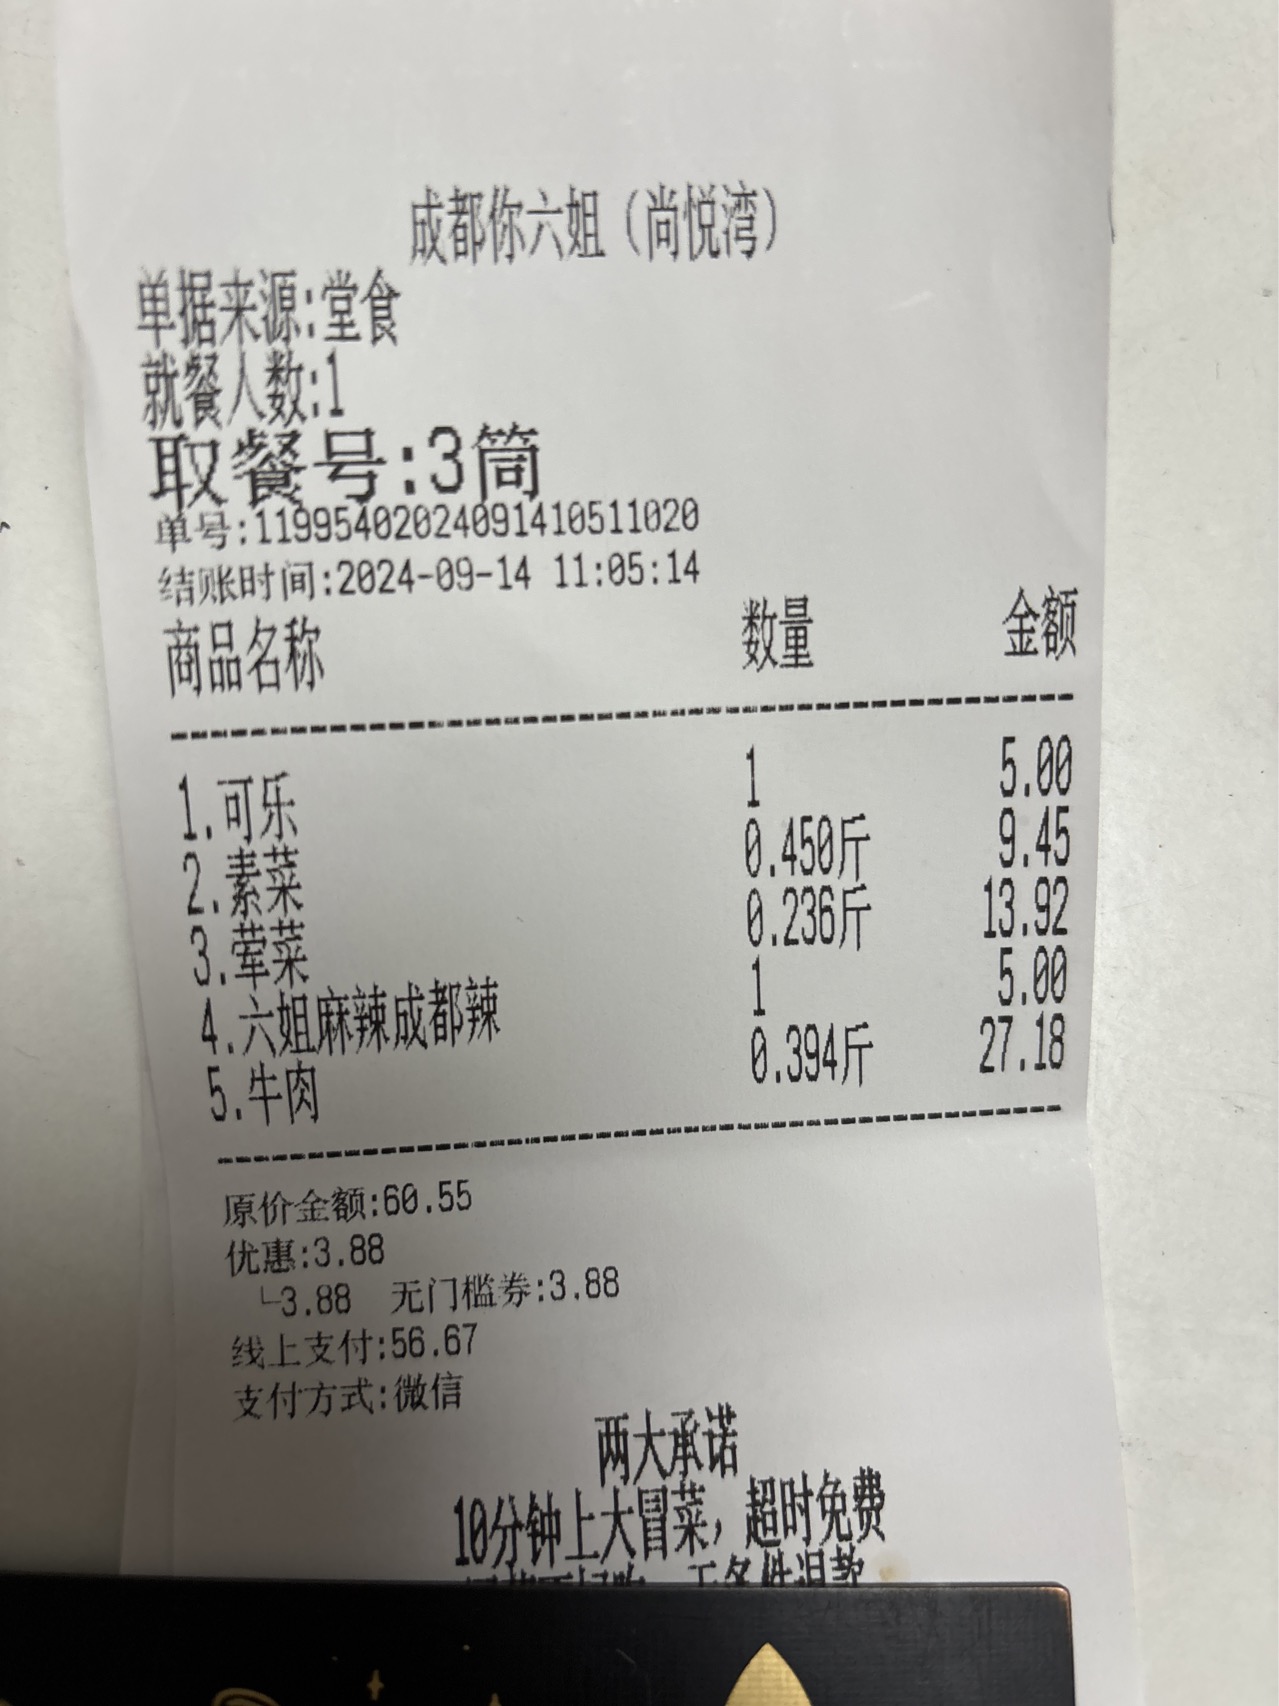 成都你六姐（尚悦湾）
单据来源:堂食
就餐人数:1
取餐号:3筒
单号:11995402024091410511020
结账时间:2024-09-14 11:05:14
商品名称 数量 金额
1.可乐 1 5.00
2.素菜 0.450斤 9.45
3.荤菜 0.236斤 13.92
4.六姐麻辣成都辣 1 5.00
5.牛肉 0.394斤 27.18
原价金额:60.55
优惠:3.88
└3.88 无门槛券:3.88
线上支付:56.67
支付方式:微信
两大承诺
10分钟上大冒菜，超时免费
无条件退款